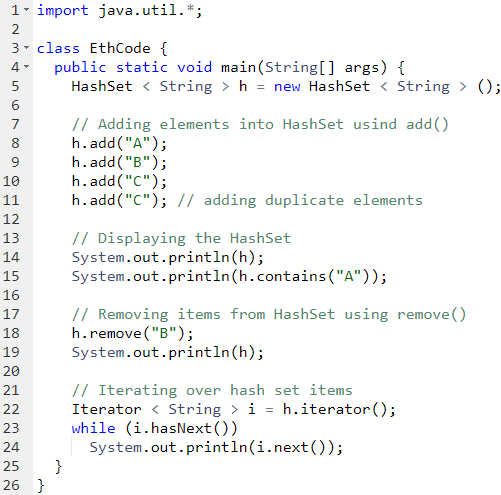 1 import java.util.*;
2
3 class EthCode {
4 public static void main(String[] args) {
5 HashSet < String > h = new HashSet < String > ();
6
7 // Adding elements into HashSet usind add()
8 h.add("A");
9 h.add("B");
10 h.add("C");
11 h.add("C"); // adding duplicate elements
12
13 // Displaying the HashSet
14 System.out.println(h);
15 System.out.println(h.contains("A"));
16
17 // Removing items from HashSet using remove()
18 h.remove("B");
19 System.out.println(h);
20
21 // Iterating over hash set items
22 Iterator < String > i = h.iterator();
23 while (i.hasNext())
24 System.out.println(i.next());
25 }
26 }